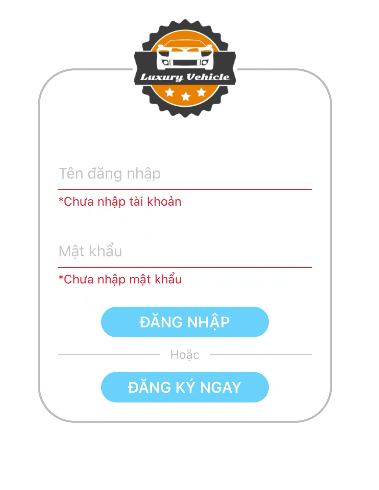 Luxury Vehicle
Tên đăng nhập
*Chưa nhập tài khoản
Mật khẩu
*Chưa nhập mật khẩu
ĐĂNG NHẬP
Hoặc
ĐĂNG KÝ NGAY